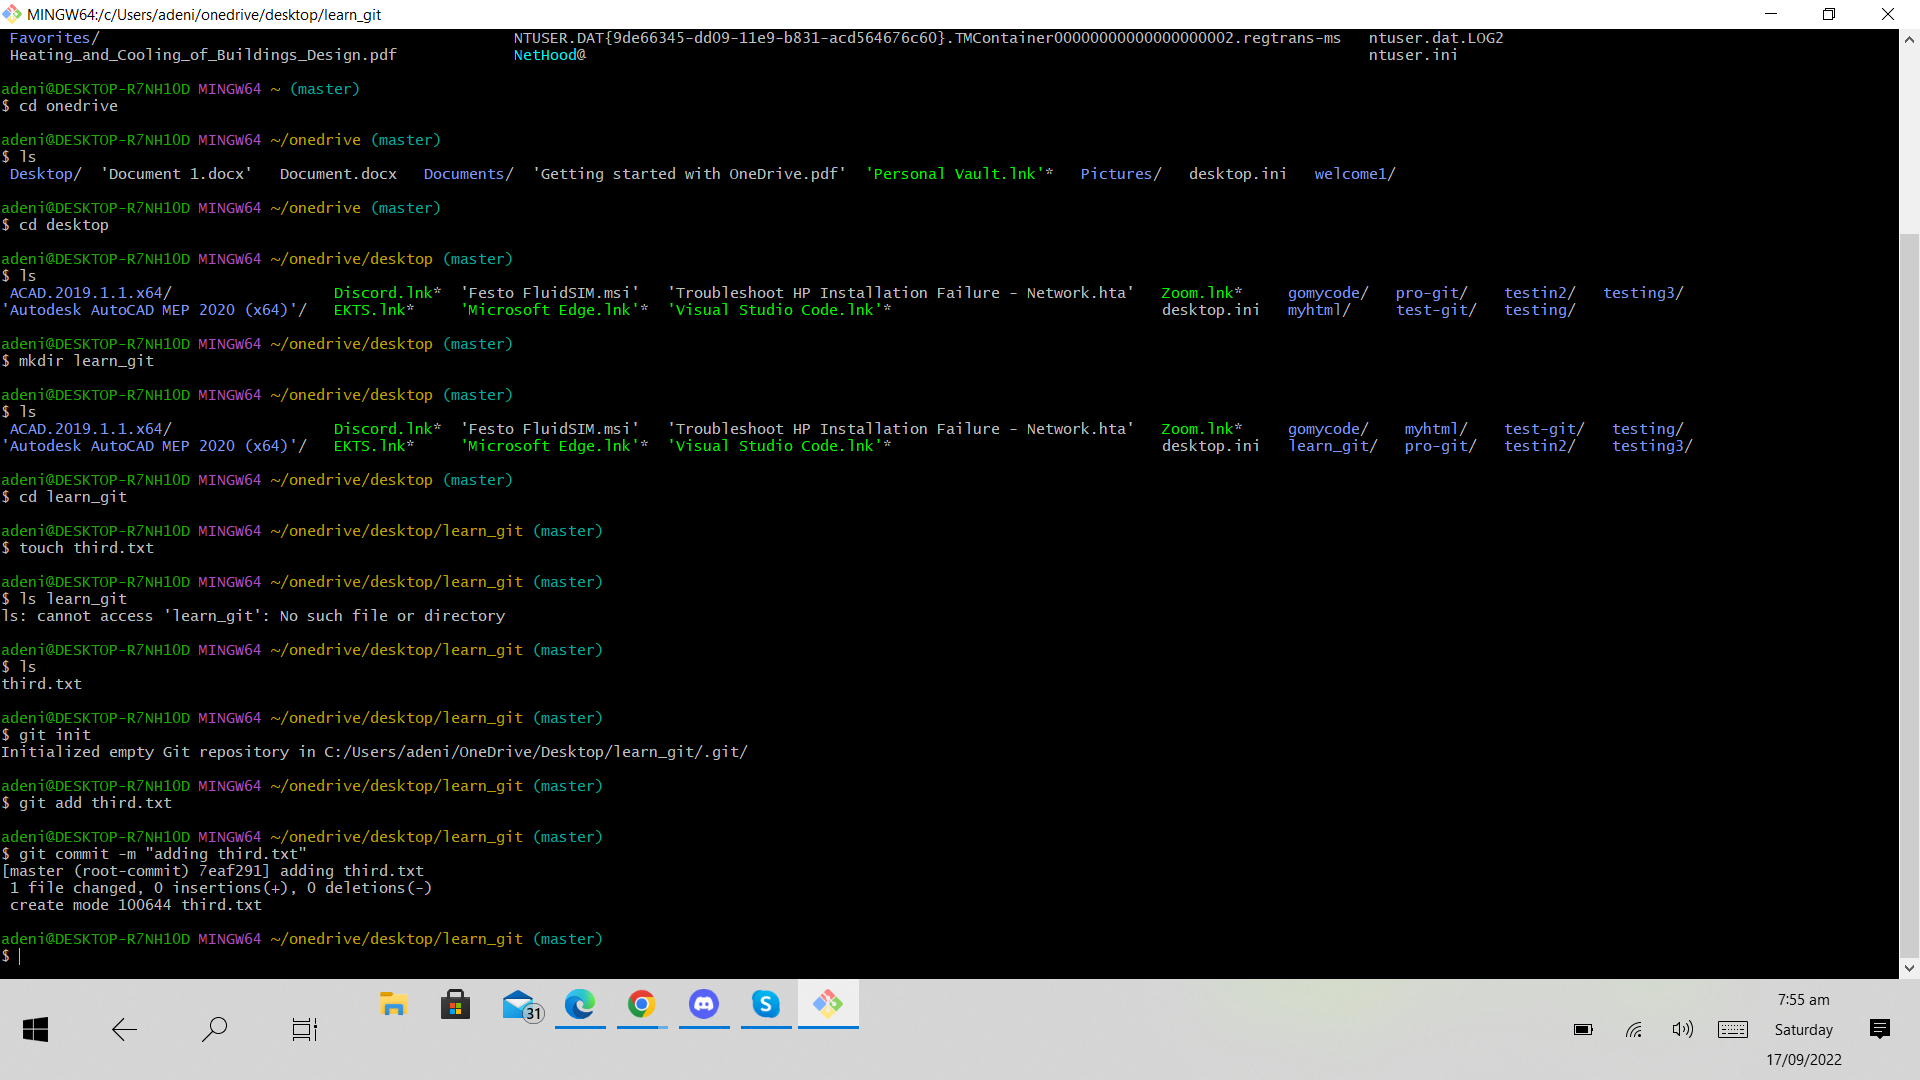 MINGW64:/c/Users/adeni/onedrive/desktop/learn_git
Favorites/ NTUSER.DAT{9de66345-dd09-11e9-b831-acd564676c60}.TMContainer00000000000000000002.regtrans-ms ntuser.dat.LOG2
Heating_and_Cooling_of_Buildings_Design.pdf NetHood@ ntuser.ini
adeni@DESKTOP-R7NH1OD MINGW64 ~ (master)
$ cd onedrive
adeni@DESKTOP-R7NH1OD MINGW64 ~/onedrive (master)
$ ls
Desktop/ 'Document 1.docx' Document.docx Documents/ 'Getting started with OneDrive.pdf' 'Personal Vault.lnk'* Pictures/ desktop.ini welcome1/
adeni@DESKTOP-R7NH1OD MINGW64 ~/onedrive (master)
$ cd desktop
adeni@DESKTOP-R7NH1OD MINGW64 ~/onedrive/desktop (master)
$ ls
ACAD.2019.1.1.x64/ Discord.lnk* 'Festo FluidSIM.msi' 'Troubleshoot HP Installation Failure - Network.hta' Zoom.lnk* gomycode/ pro-git/ testin2/ testing3/
'Autodesk AutoCAD MEP 2020 (x64)'/ EKTS.lnk* 'Microsoft Edge.lnk'* 'Visual Studio Code.lnk'* desktop.ini myhtml/ test-git/ testing/
adeni@DESKTOP-R7NH1OD MINGW64 ~/onedrive/desktop (master)
$ mkdir learn_git
adeni@DESKTOP-R7NH1OD MINGW64 ~/onedrive/desktop (master)
$ ls
ACAD.2019.1.1.x64/ Discord.lnk* 'Festo FluidSIM.msi' 'Troubleshoot HP Installation Failure - Network.hta' Zoom.lnk* gomycode/ myhtml/ test-git/ testing/
'Autodesk AutoCAD MEP 2020 (x64)'/ EKTS.lnk* 'Microsoft Edge.lnk'* 'Visual Studio Code.lnk'* desktop.ini learn_git/ pro-git/ testin2/ testing3/
adeni@DESKTOP-R7NH1OD MINGW64 ~/onedrive/desktop (master)
$ cd learn_git
adeni@DESKTOP-R7NH1OD MINGW64 ~/onedrive/desktop/learn_git (master)
$ touch third.txt
adeni@DESKTOP-R7NH1OD MINGW64 ~/onedrive/desktop/learn_git (master)
$ ls learn_git
ls: cannot access 'learn_git': No such file or directory
adeni@DESKTOP-R7NH1OD MINGW64 ~/onedrive/desktop/learn_git (master)
$ ls
third.txt
adeni@DESKTOP-R7NH1OD MINGW64 ~/onedrive/desktop/learn_git (master)
$ git init
Initialized empty Git repository in C:/Users/adeni/OneDrive/Desktop/learn_git/.git/
adeni@DESKTOP-R7NH1OD MINGW64 ~/onedrive/desktop/learn_git (master)
$ git add third.txt
adeni@DESKTOP-R7NH1OD MINGW64 ~/onedrive/desktop/learn_git (master)
$ git commit -m "adding third.txt"
[master (root-commit) 7eaf291] adding third.txt
1 file changed, 0 insertions(+), 0 deletions(-)
create mode 100644 third.txt
adeni@DESKTOP-R7NH1OD MINGW64 ~/onedrive/desktop/learn_git (master)
$
31
S
7:55 am
Saturday
17/09/2022